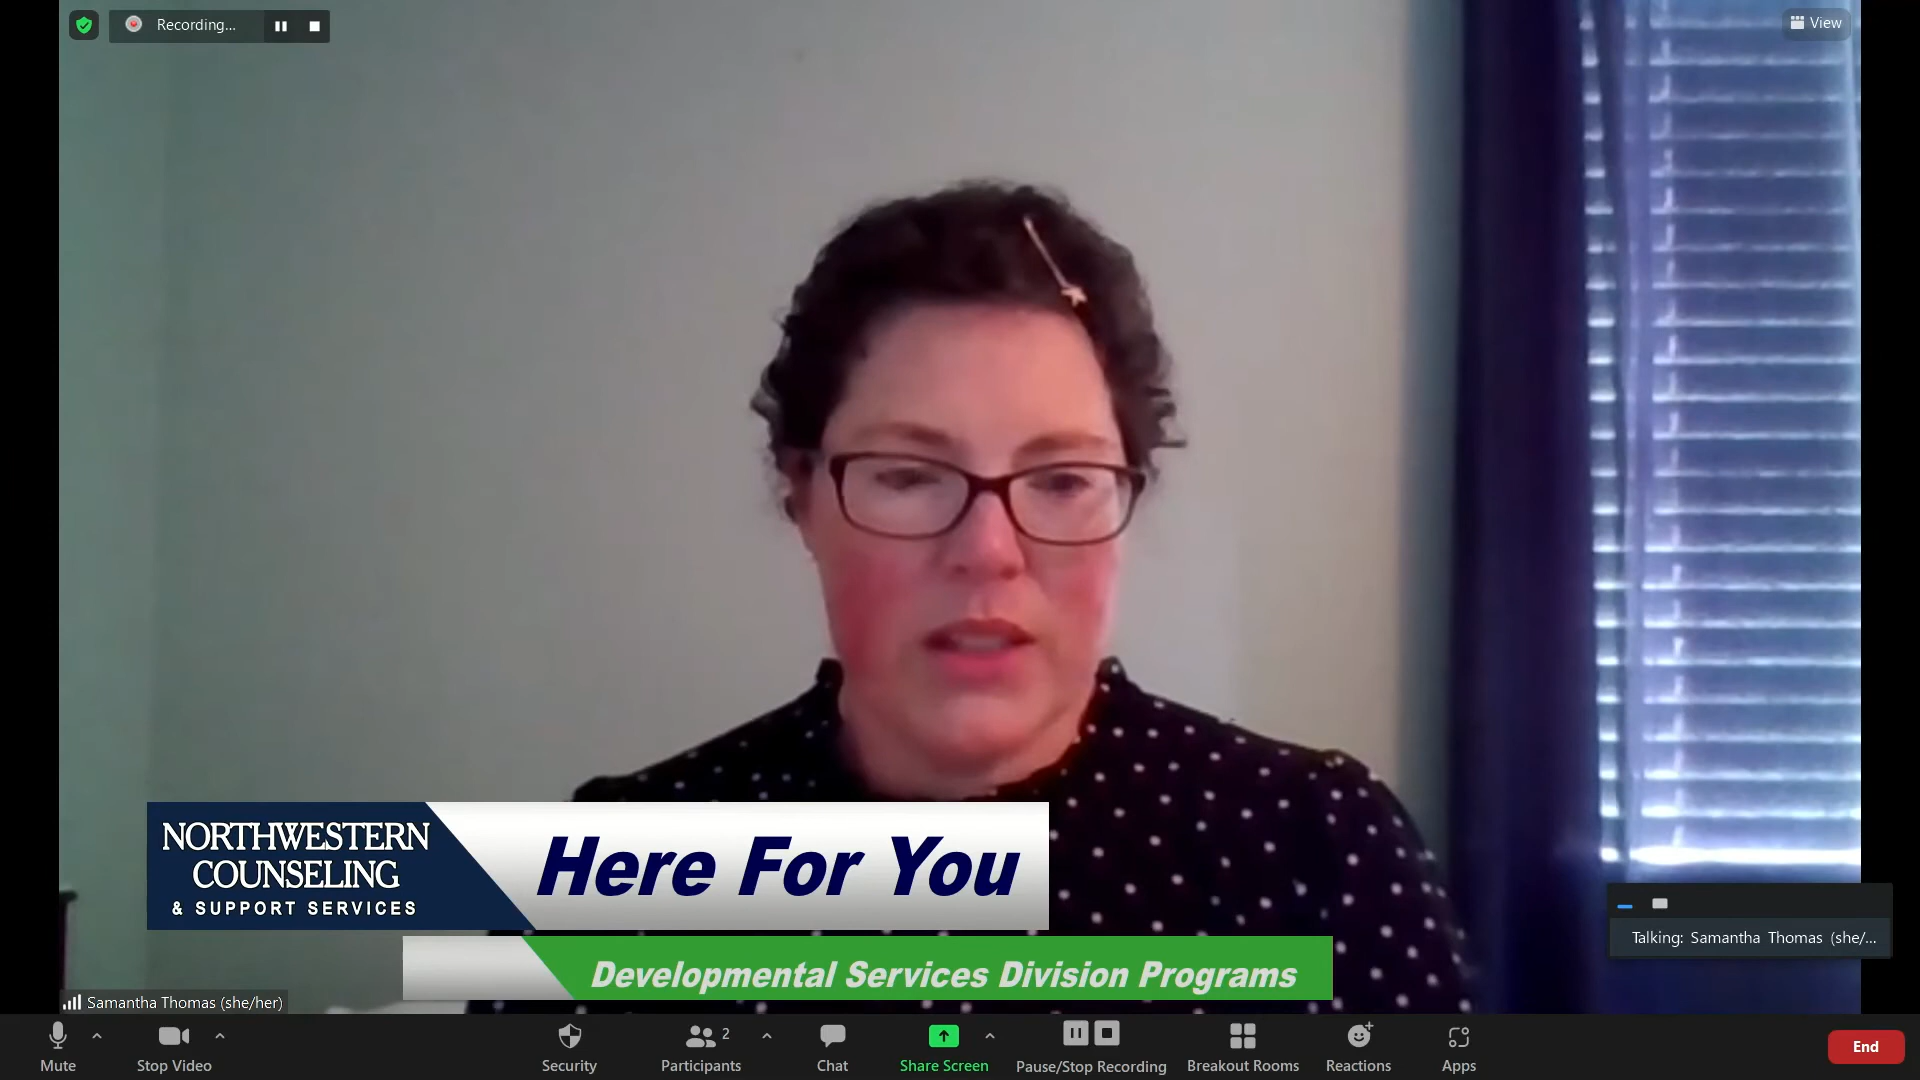 Recording...
View
NORTHWESTERN
COUNSELING
& SUPPORT SERVICES
Here For You
Developmental Services Division Programs
Talking: Samantha Thomas (she/...
Samantha Thomas (she/her)
Mute
Stop Video
Security
2
Participants
Chat
Share Screen
Pause/Stop Recording
Breakout Rooms
Reactions
Apps
End